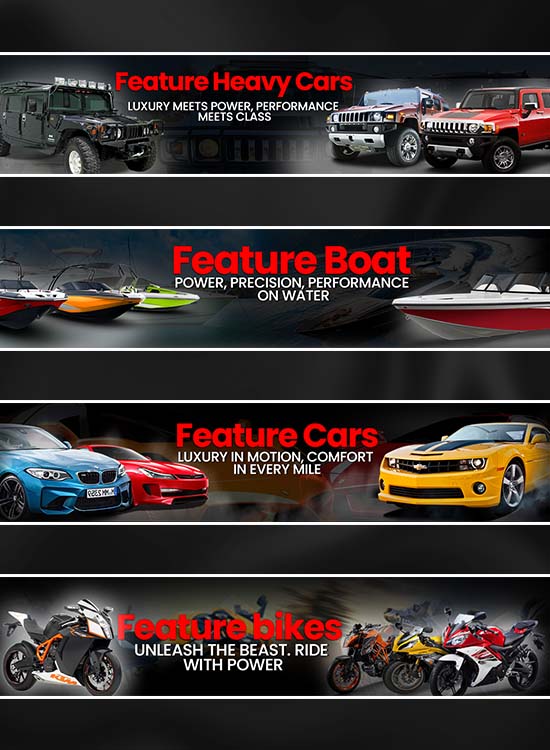 Feature Heavy Cars
LUXURY MEETS POWER, PERFORMANCE
MEETS CLASS
Feature Boat
POWER, PRECISION, PERFORMANCE
ON WATER
Feature Cars
LUXURY IN MOTION, COMFORT
IN EVERY MILE
Feature bikes
UNLEASH THE BEAST. RIDE
WITH POWER
KTM